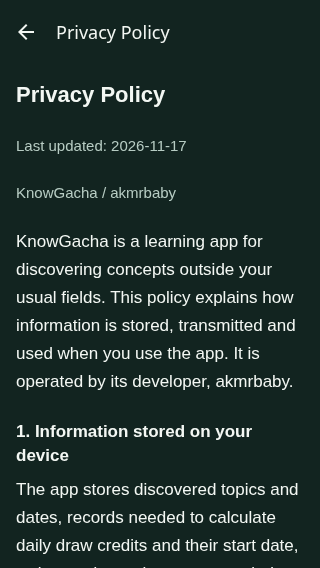 Privacy Policy
Privacy Policy
Last updated: 2026-11-17
KnowGacha / akmrbaby
KnowGacha is a learning app for
discovering concepts outside your
usual fields. This policy explains how
information is stored, transmitted and
used when you use the app. It is
operated by its developer, akmrbaby.
1. Information stored on your
device
The app stores discovered topics and
dates, records needed to calculate
daily draw credits and their start date,